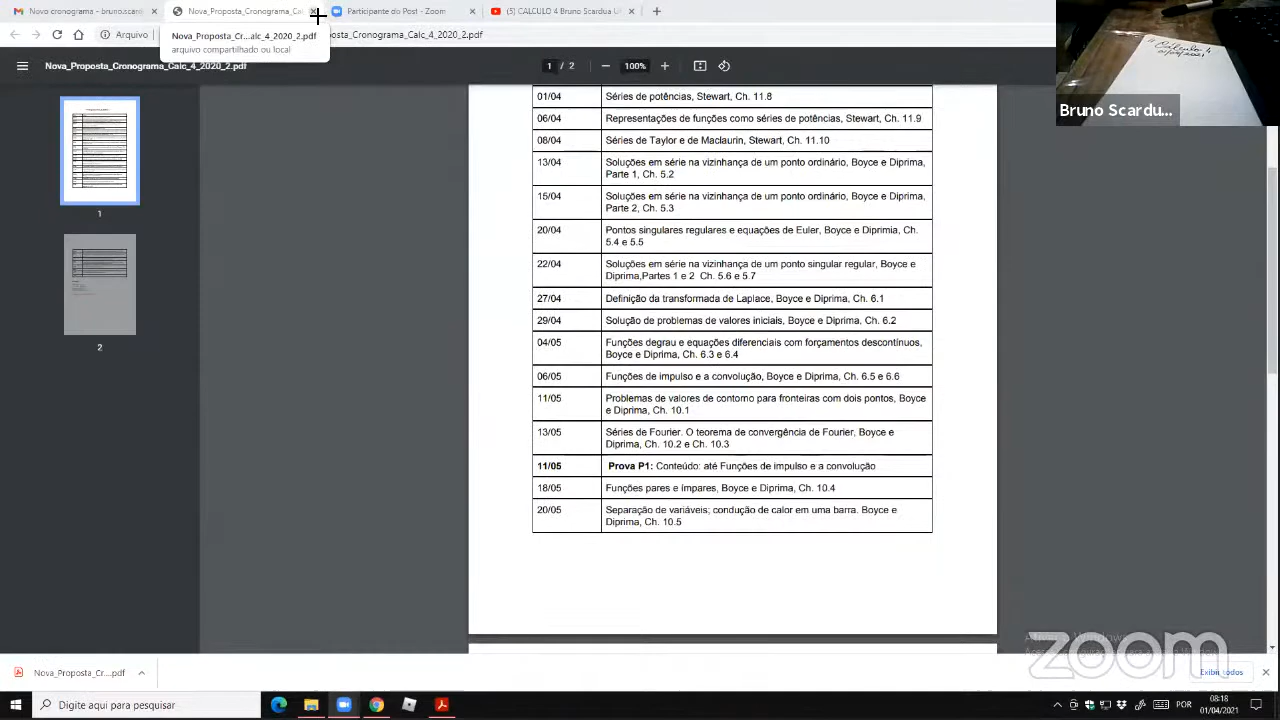 Novo cronograma - bruno.scard
Nova_Proposta_Cronograma_Cal
Participante do Post - Zoom
(5) CALCULO 4 Bruno Scardua U
Arquivo
posta_Cronograma_Calc_4_2020_2.pdf
Nova_Proposta_Cr...alc_4_2020_2.pdf
arquivo compartilhado ou local
Nova_Proposta_Cronograma_Calc_4_2020_2.pdf
1 / 2
100%
Bruno Scardu...
01/04 Séries de potências, Stewart, Ch. 11.8
06/04 Representações de funções como séries de potências, Stewart, Ch. 11.9
08/04 Séries de Taylor e de Maclaurin, Stewart, Ch. 11.10
13/04 Soluções em série na vizinhança de um ponto ordinário, Boyce e Diprima,
Parte 1, Ch. 5.2
15/04 Soluções em série na vizinhança de um ponto ordinário, Boyce e Diprima,
Parte 2, Ch. 5.3
20/04 Pontos singulares regulares e equações de Euler, Boyce e Diprimia, Ch.
5.4 e 5.5
22/04 Soluções em série na vizinhança de um ponto singular regular, Boyce e
Diprima,Partes 1 e 2 Ch. 5.6 e 5.7
27/04 Definição da transformada de Laplace, Boyce e Diprima, Ch. 6.1
29/04 Solução de problemas de valores iniciais, Boyce e Diprima, Ch. 6.2
04/05 Funções degrau e equações diferenciais com forçamentos descontínuos,
Boyce e Diprima, Ch. 6.3 e 6.4
06/05 Funções de impulso e a convolução, Boyce e Diprima, Ch. 6.5 e 6.6
11/05 Problemas de valores de contorno para fronteiras com dois pontos, Boyce
e Diprima, Ch. 10.1
13/05 Séries de Fourier. O teorema de convergência de Fourier, Boyce e
Diprima, Ch. 10.2 e Ch. 10.3
11/05 Prova P1: Conteúdo: até Funções de impulso e a convolução
18/05 Funções pares e ímpares, Boyce e Diprima, Ch. 10.4
20/05 Separação de variáveis; condução de calor em uma barra. Boyce e
Diprima, Ch. 10.5
1
2
zoom
Nova_Proposta_Cr....pdf
Exibir todos
Digite aqui para pesquisar
POR
08:18
01/04/2021